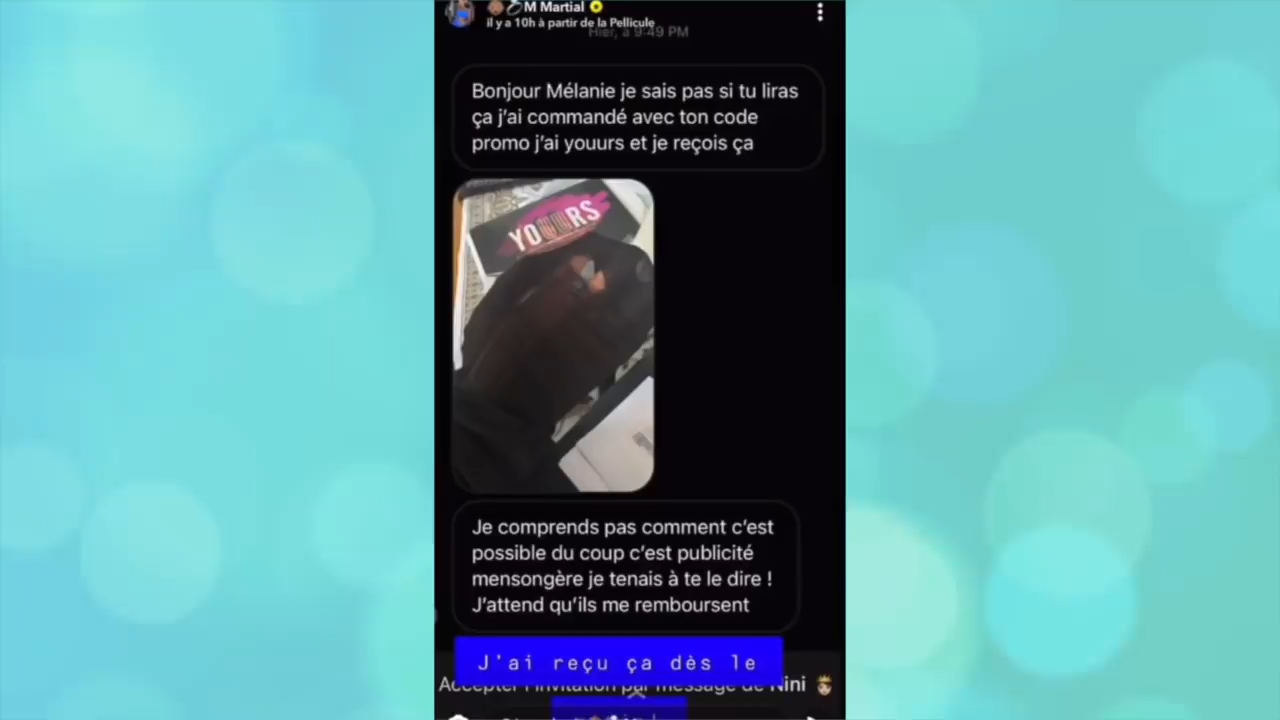 M Martial
il y a 10h à partir de la Pellicule
Hier, à 9:49 PM
Bonjour Mélanie je sais pas si tu liras
ça j'ai commandé avec ton code
promo j'ai youurs et je reçois ça
YOUURS
Je comprends pas comment c'est
possible du coup c'est publicité
mensongère je tenais à te le dire !
J'attend qu'ils me remboursent
J'ai reçu ça dès le
Accepter l'invitation par message de Nini